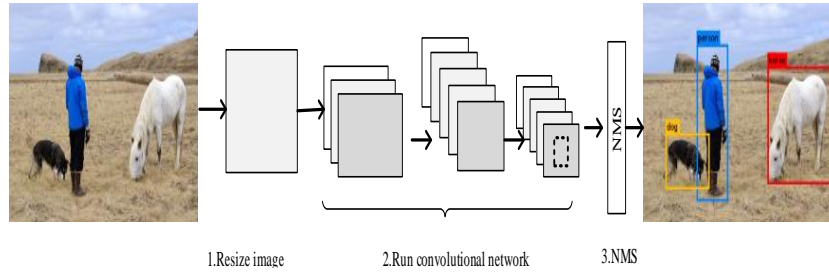 person
horse
dog
NMS
1.Resize image
2.Run convolutional network
3.NMS